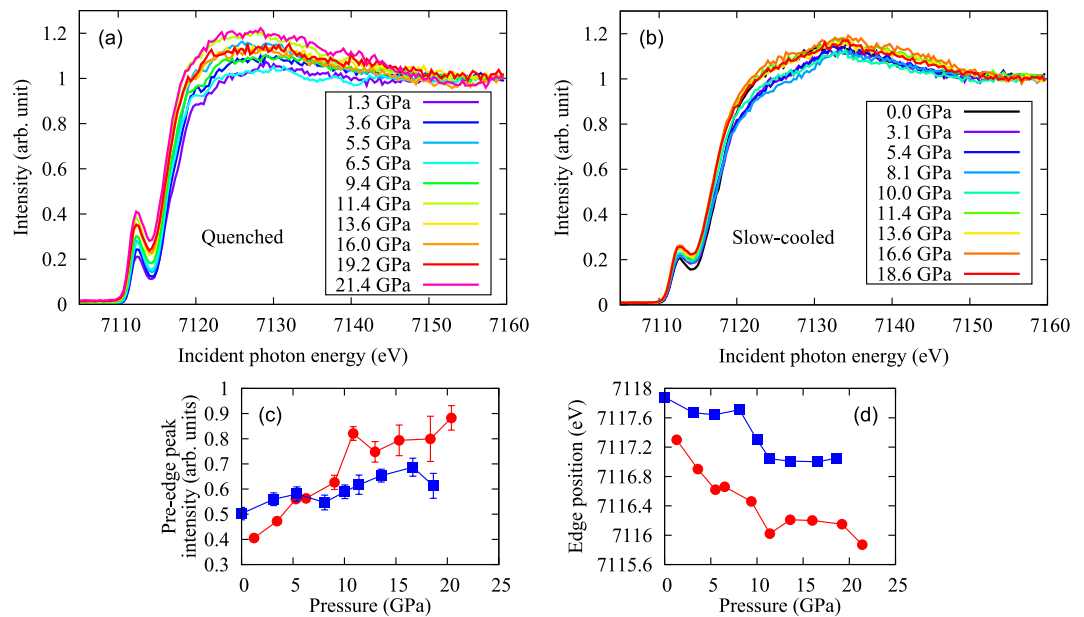 (a)
Intensity (arb. unit)
1.2
1
0.8
0.6
0.4
0.2
0
Quenched
1.3 GPa
3.6 GPa
5.5 GPa
6.5 GPa
9.4 GPa
11.4 GPa
13.6 GPa
16.0 GPa
19.2 GPa
21.4 GPa
7110 7120 7130 7140 7150 7160
Incident photon energy (eV)
(b)
Intensity (arb. unit)
1.2
1
0.8
0.6
0.4
0.2
0
Slow-cooled
0.0 GPa
3.1 GPa
5.4 GPa
8.1 GPa
10.0 GPa
11.4 GPa
13.6 GPa
16.6 GPa
18.6 GPa
7110 7120 7130 7140 7150 7160
Incident photon energy (eV)
(c)
Pre-edge peak
intensity (arb. units)
1
0.9
0.8
0.7
0.6
0.5
0.4
0.3
0 5 10 15 20 25
Pressure (GPa)
(d)
Edge position (eV)
7118
7117.6
7117.2
7116.8
7116.4
7116
7115.6
0 5 10 15 20 25
Pressure (GPa)